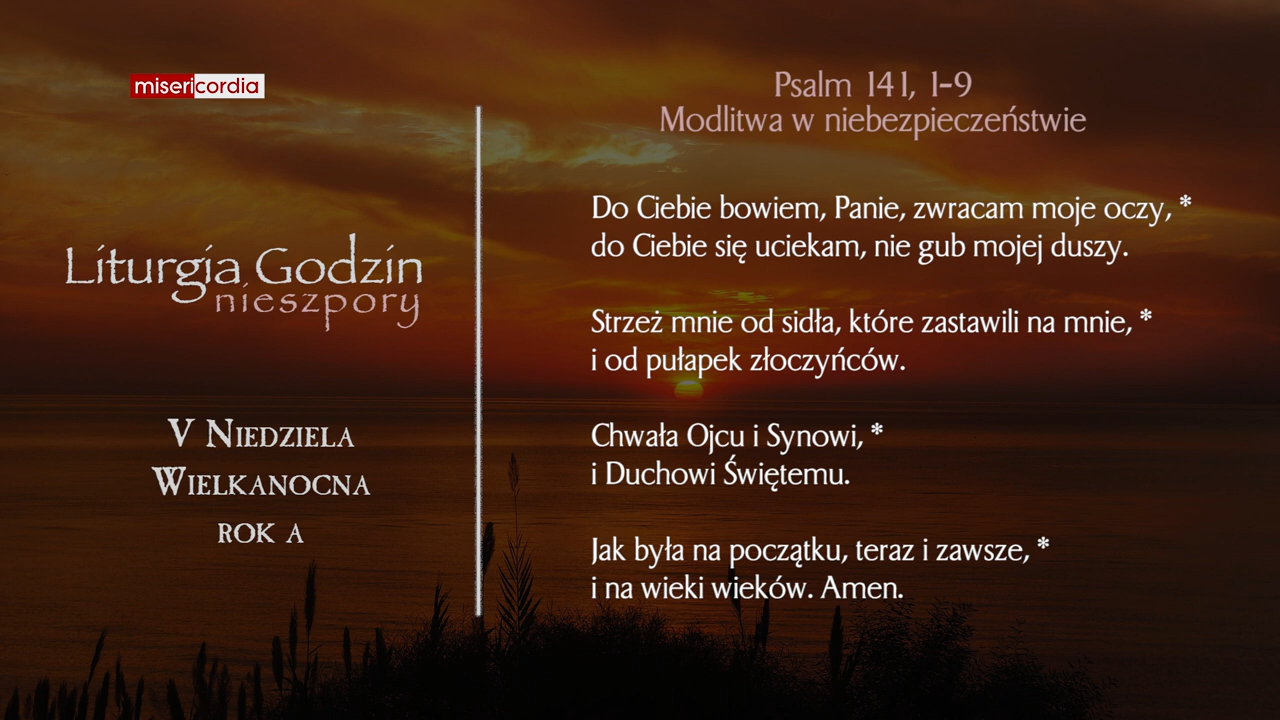 misericordia
Liturgia Godzin
nieszpory
V Niedziela
Wielkanocna
rok A
Psalm 141, 1-9
Modlitwa w niebezpieczeństwie
Do Ciebie bowiem, Panie, zwracam moje oczy, *
do Ciebie się uciekam, nie gub mojej duszy.
Strzeż mnie od sidła, które zastawili na mnie, *
i od pułapek złoczyńców.
Chwała Ojcu i Synowi, *
i Duchowi Świętemu.
Jak była na początku, teraz i zawsze, *
i na wieki wieków. Amen.